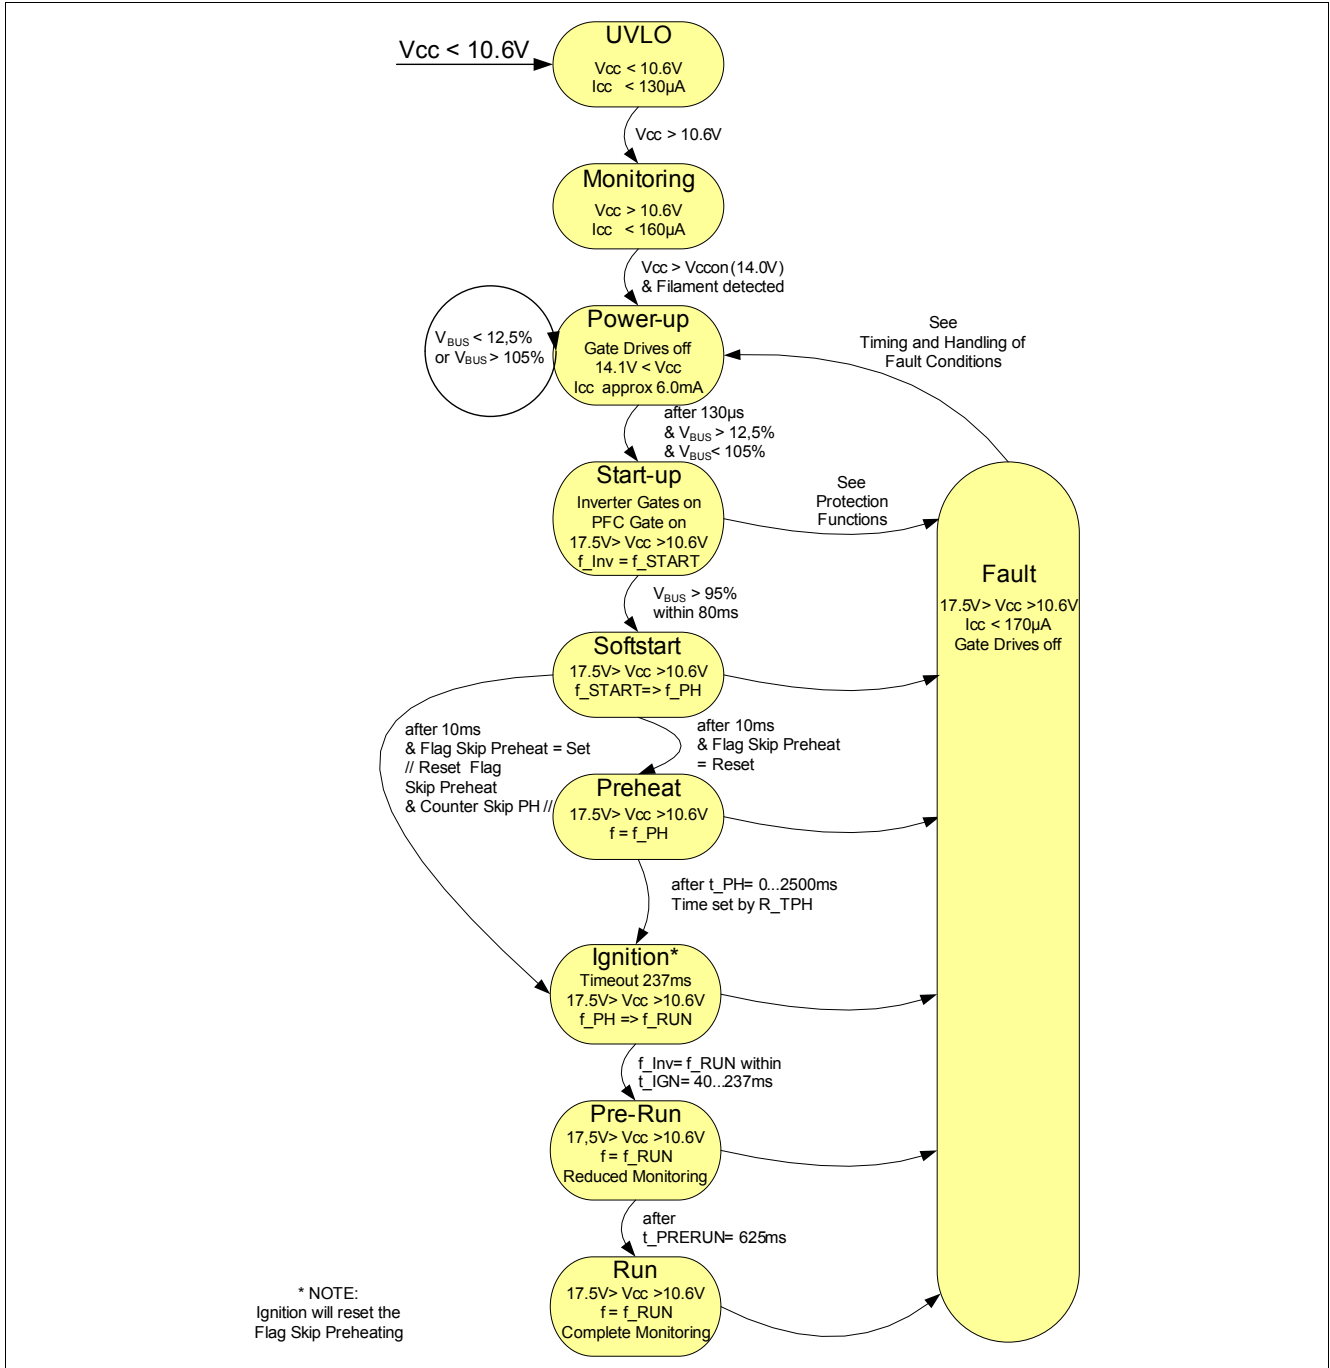 Vcc < 10.6V
UVLO
Vcc < 10.6V
Icc < 130µA
Vcc > 10.6V
Monitoring
Vcc > 10.6V
Icc < 160µA
Vcc > Vccon (14.0V)
& Filament detected
VBUS < 12,5%
or VBUS > 105%
Power-up
Gate Drives off
14.1V < Vcc
Icc approx 6.0mA
See
Timing and Handling of
Fault Conditions
after 130µs
& VBUS > 12,5%
& VBUS < 105%
Start-up
Inverter Gates on
PFC Gate on
17.5V> Vcc >10.6V
f_Inv = f_START
See
Protection
Functions
Fault
17.5V> Vcc >10.6V
Icc < 170µA
Gate Drives off
VBUS > 95%
within 80ms
Softstart
17.5V> Vcc >10.6V
f_START=> f_PH
after 10ms
& Flag Skip Preheat = Set
// Reset Flag
Skip Preheat
& Counter Skip PH //
after 10ms
& Flag Skip Preheat
= Reset
Preheat
17.5V> Vcc >10.6V
f = f_PH
after t_PH= 0...2500ms
Time set by R_TPH
Ignition*
Timeout 237ms
17.5V> Vcc >10.6V
f_PH => f_RUN
f_Inv= f_RUN within
t_IGN= 40...237ms
Pre-Run
17,5V> Vcc >10.6V
f = f_RUN
Reduced Monitoring
after
t_PRERUN= 625ms
Run
17.5V> Vcc >10.6V
f = f_RUN
Complete Monitoring
* NOTE:
Ignition will reset the
Flag Skip Preheating